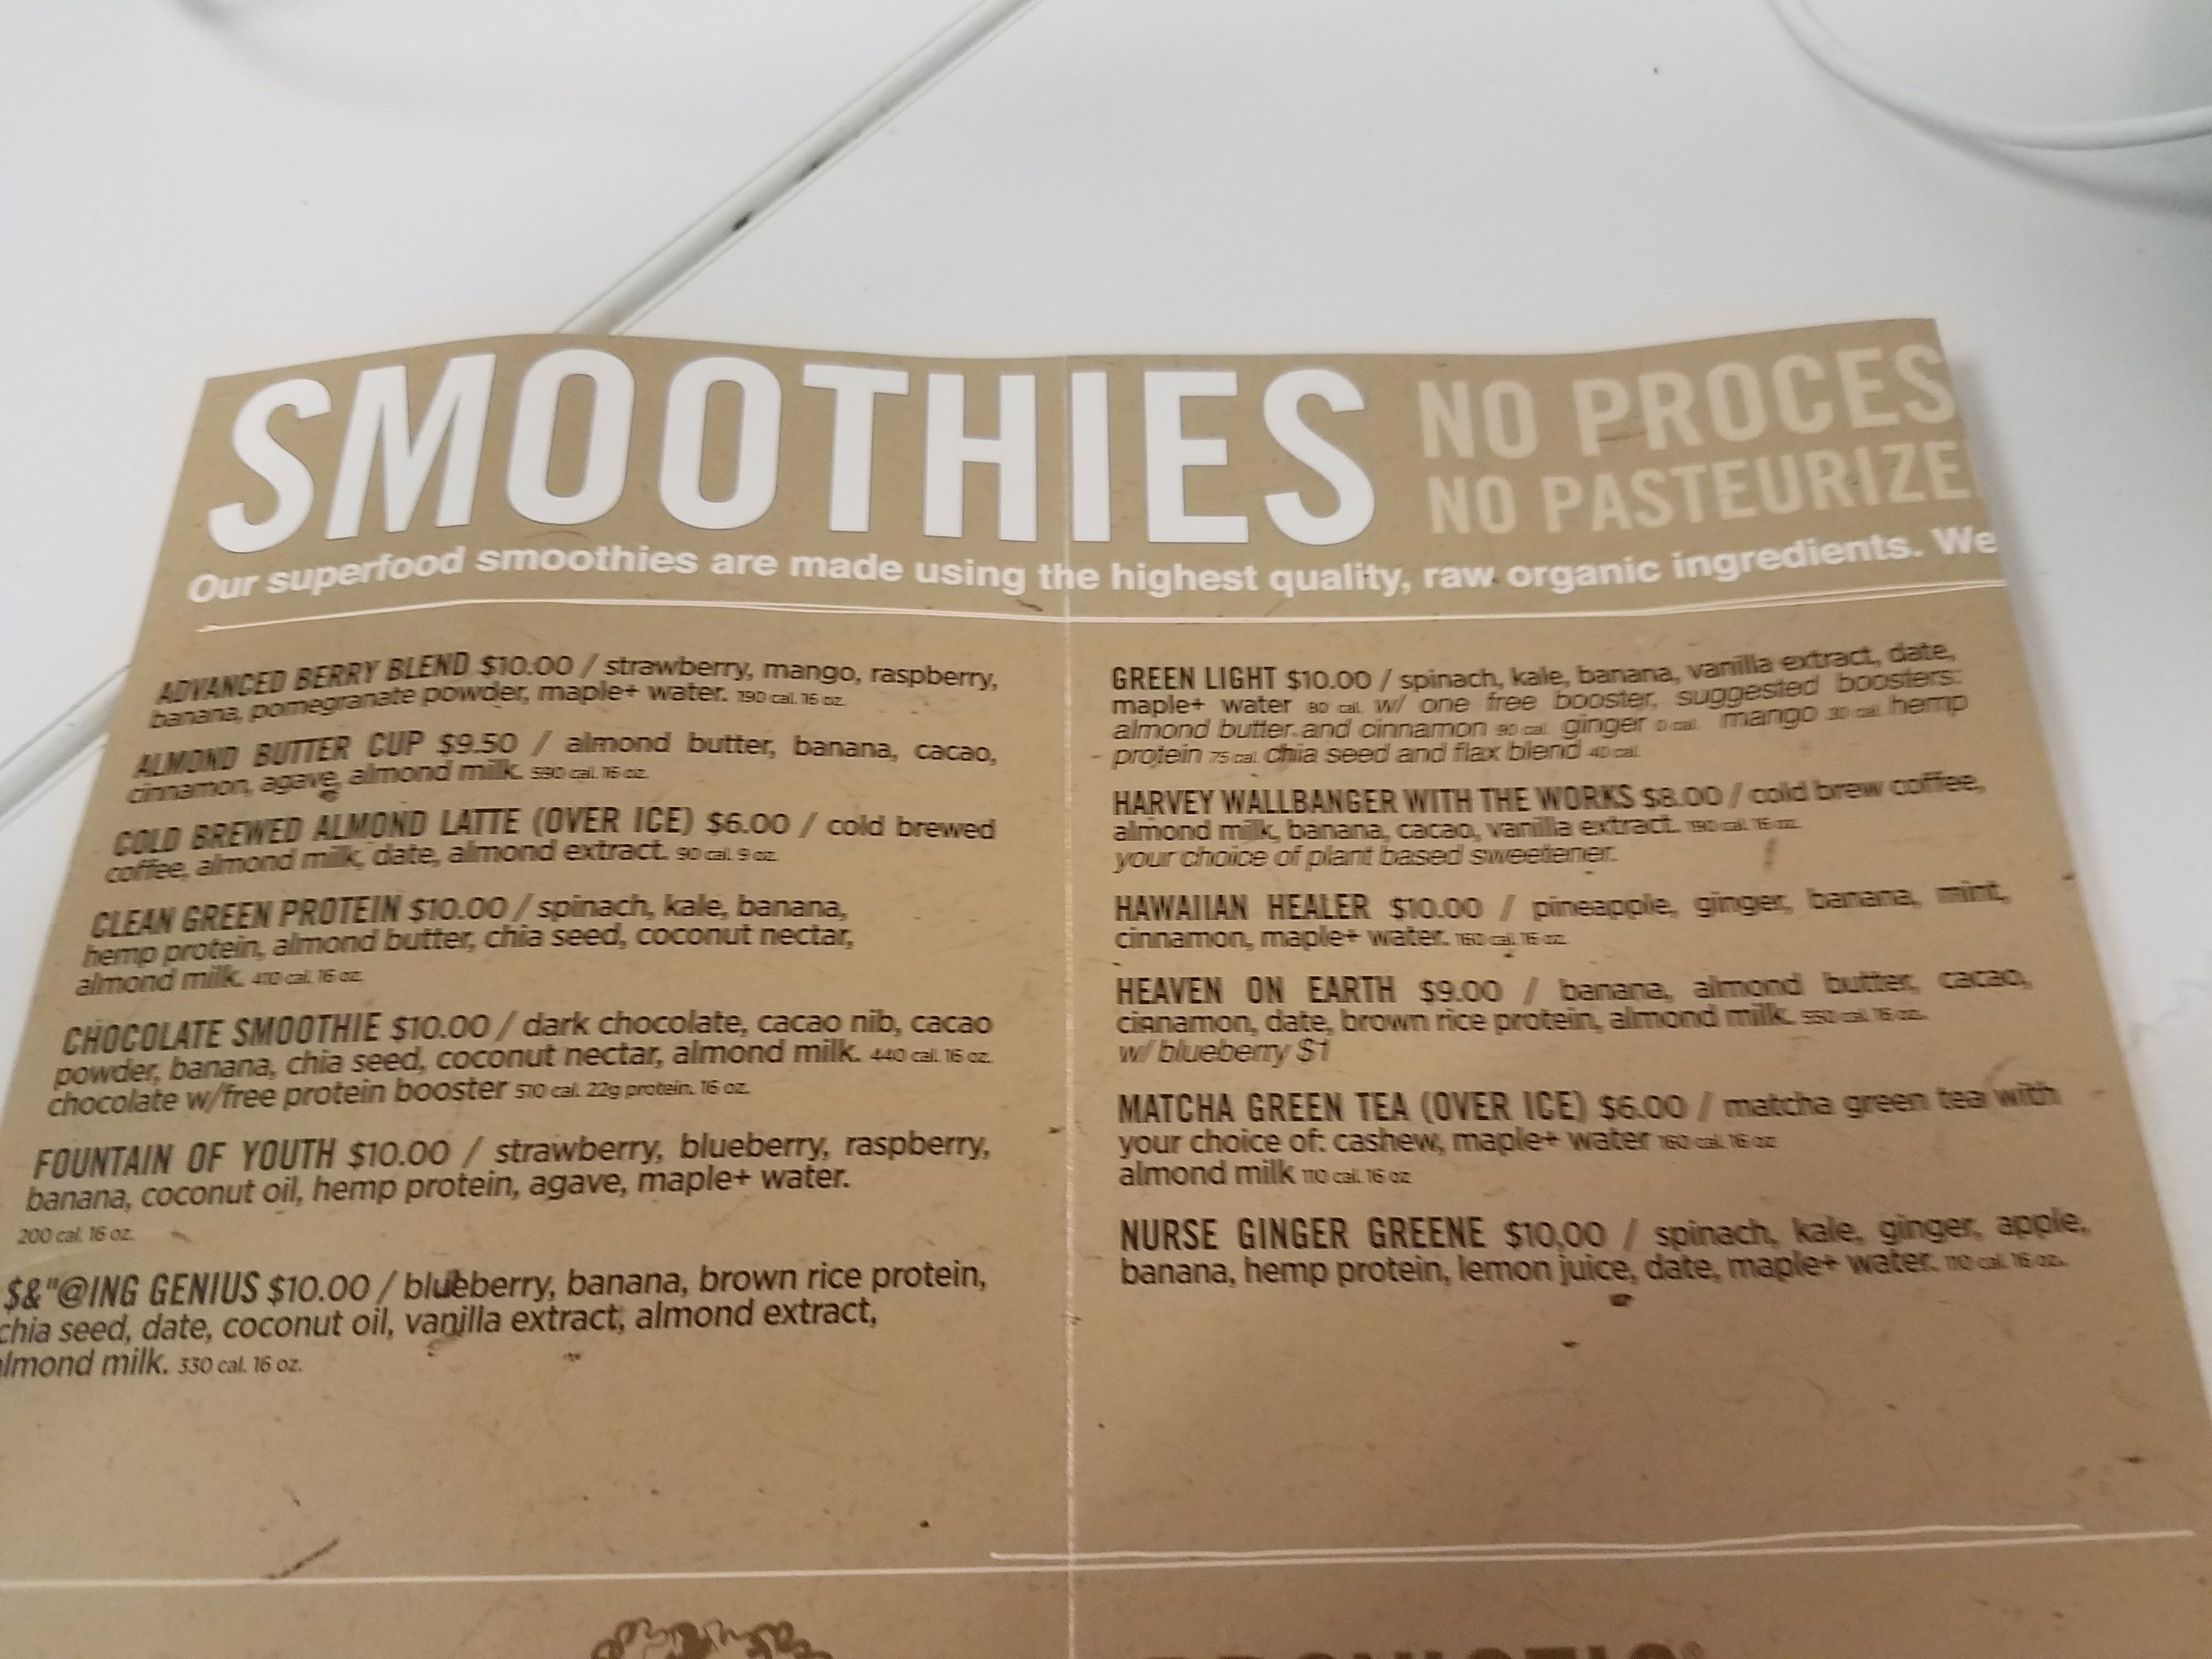 SMOOTHIES
NO PROCES
NO PASTEURIZE
Our superfood smoothies are made using the highest quality, raw organic ingredients. We
ADVANCED BERRY BLEND $10.00 / strawberry, mango, raspberry,
banana, pomegranate powder, maple+ water. 190 cal. 16 oz.
ALMOND BUTTER CUP $9.50 / almond butter, banana, cacao,
cinnamon, agave, almond milk. 590 cal. 16 oz.
COLD BREWED ALMOND LATTE (OVER ICE) $6.00 / cold brewed
coffee, almond milk, date, almond extract. 90 cal. 9 oz.
CLEAN GREEN PROTEIN $10.00 / spinach, kale, banana,
hemp protein, almond butter, chia seed, coconut nectar,
almond milk. 410 cal. 16 oz.
CHOCOLATE SMOOTHIE $10.00 / dark chocolate, cacao nib, cacao
powder, banana, chia seed, coconut nectar, almond milk. 440 cal. 16 oz.
chocolate w/free protein booster 510 cal. 22g protein. 16 oz.
FOUNTAIN OF YOUTH $10.00 / strawberry, blueberry, raspberry,
banana, coconut oil, hemp protein, agave, maple+ water.
200 cal. 16 oz.
$&"@ING GENIUS $10.00 / blueberry, banana, brown rice protein,
chia seed, date, coconut oil, vanilla extract, almond extract,
almond milk. 330 cal. 16 oz.
GREEN LIGHT $10.00 / spinach, kale, banana, vanilla extract, date,
maple+ water 80 cal. w/ one free booster, suggested boosters:
almond butter and cinnamon 90 cal. ginger 0 cal. mango 30 cal. hemp
protein 75 cal. chia seed and flax blend 40 cal.
HARVEY WALLBANGER WITH THE WORKS $8.00 / cold brew coffee,
almond milk, banana, cacao, vanilla extract. 190 cal. 16 oz.
your choice of plant based sweetener.
HAWAIIAN HEALER $10.00 / pineapple, ginger, banana, mint,
cinnamon, maple+ water. 160 cal. 16 oz.
HEAVEN ON EARTH $9.00 / banana, almond butter, cacao,
cinnamon, date, brown rice protein, almond milk. 550 cal. 16 oz.
w/ blueberry $1
MATCHA GREEN TEA (OVER ICE) $6.00 / matcha green tea with
your choice of: cashew, maple+ water 160 cal. 16 oz
almond milk 110 cal. 16 oz
NURSE GINGER GREENE $10.00 / spinach, kale, ginger, apple,
banana, hemp protein, lemon juice, date, maple+ water. 110 cal. 16 oz.